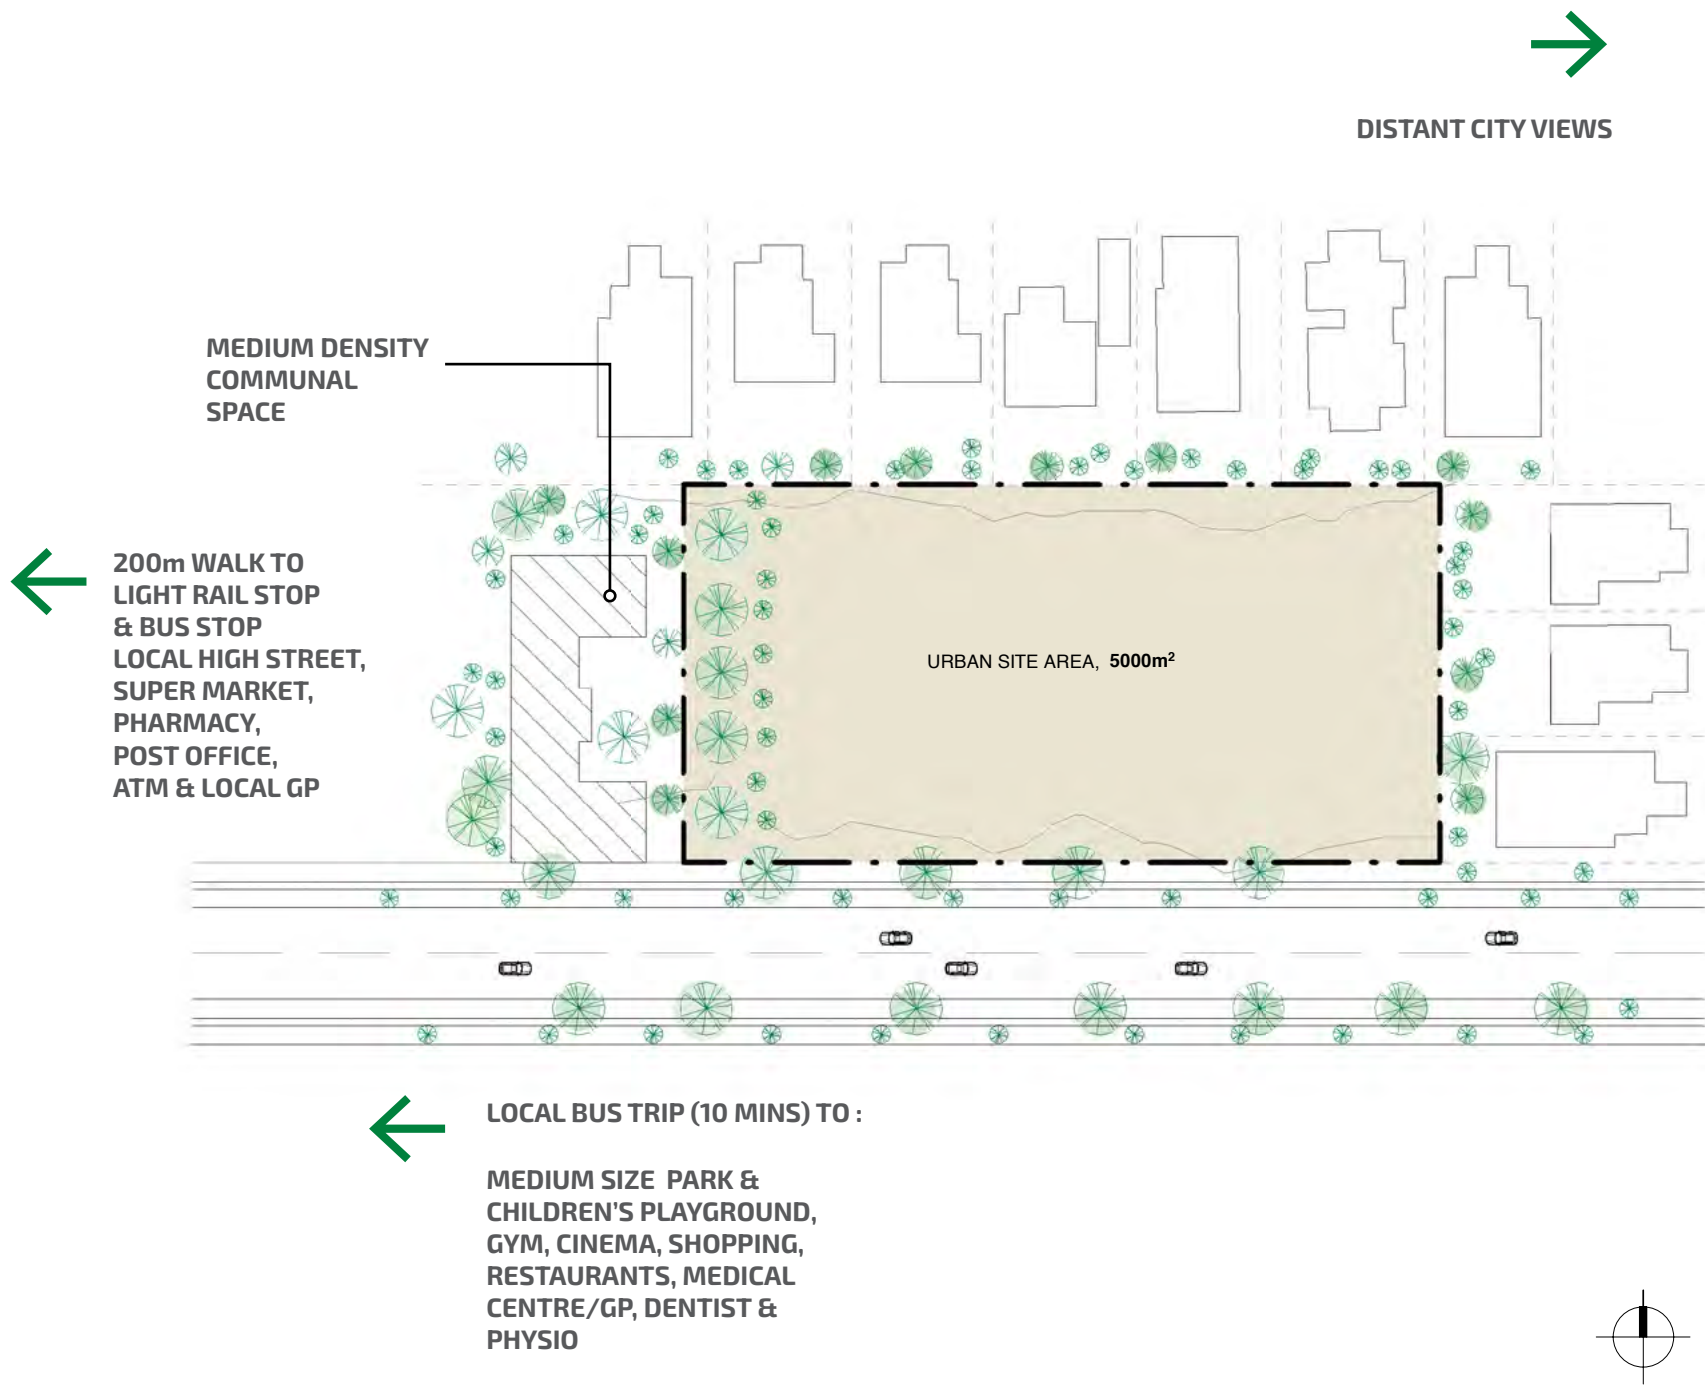 DISTANT CITY VIEWS
MEDIUM DENSITY
COMMUNAL
SPACE
200m WALK TO
LIGHT RAIL STOP
& BUS STOP
LOCAL HIGH STREET,
SUPER MARKET,
PHARMACY,
POST OFFICE,
ATM & LOCAL GP
URBAN SITE AREA, 5000m²
LOCAL BUS TRIP (10 MINS) TO :
MEDIUM SIZE PARK &
CHILDREN'S PLAYGROUND,
GYM, CINEMA, SHOPPING,
RESTAURANTS, MEDICAL
CENTRE/GP, DENTIST &
PHYSIO